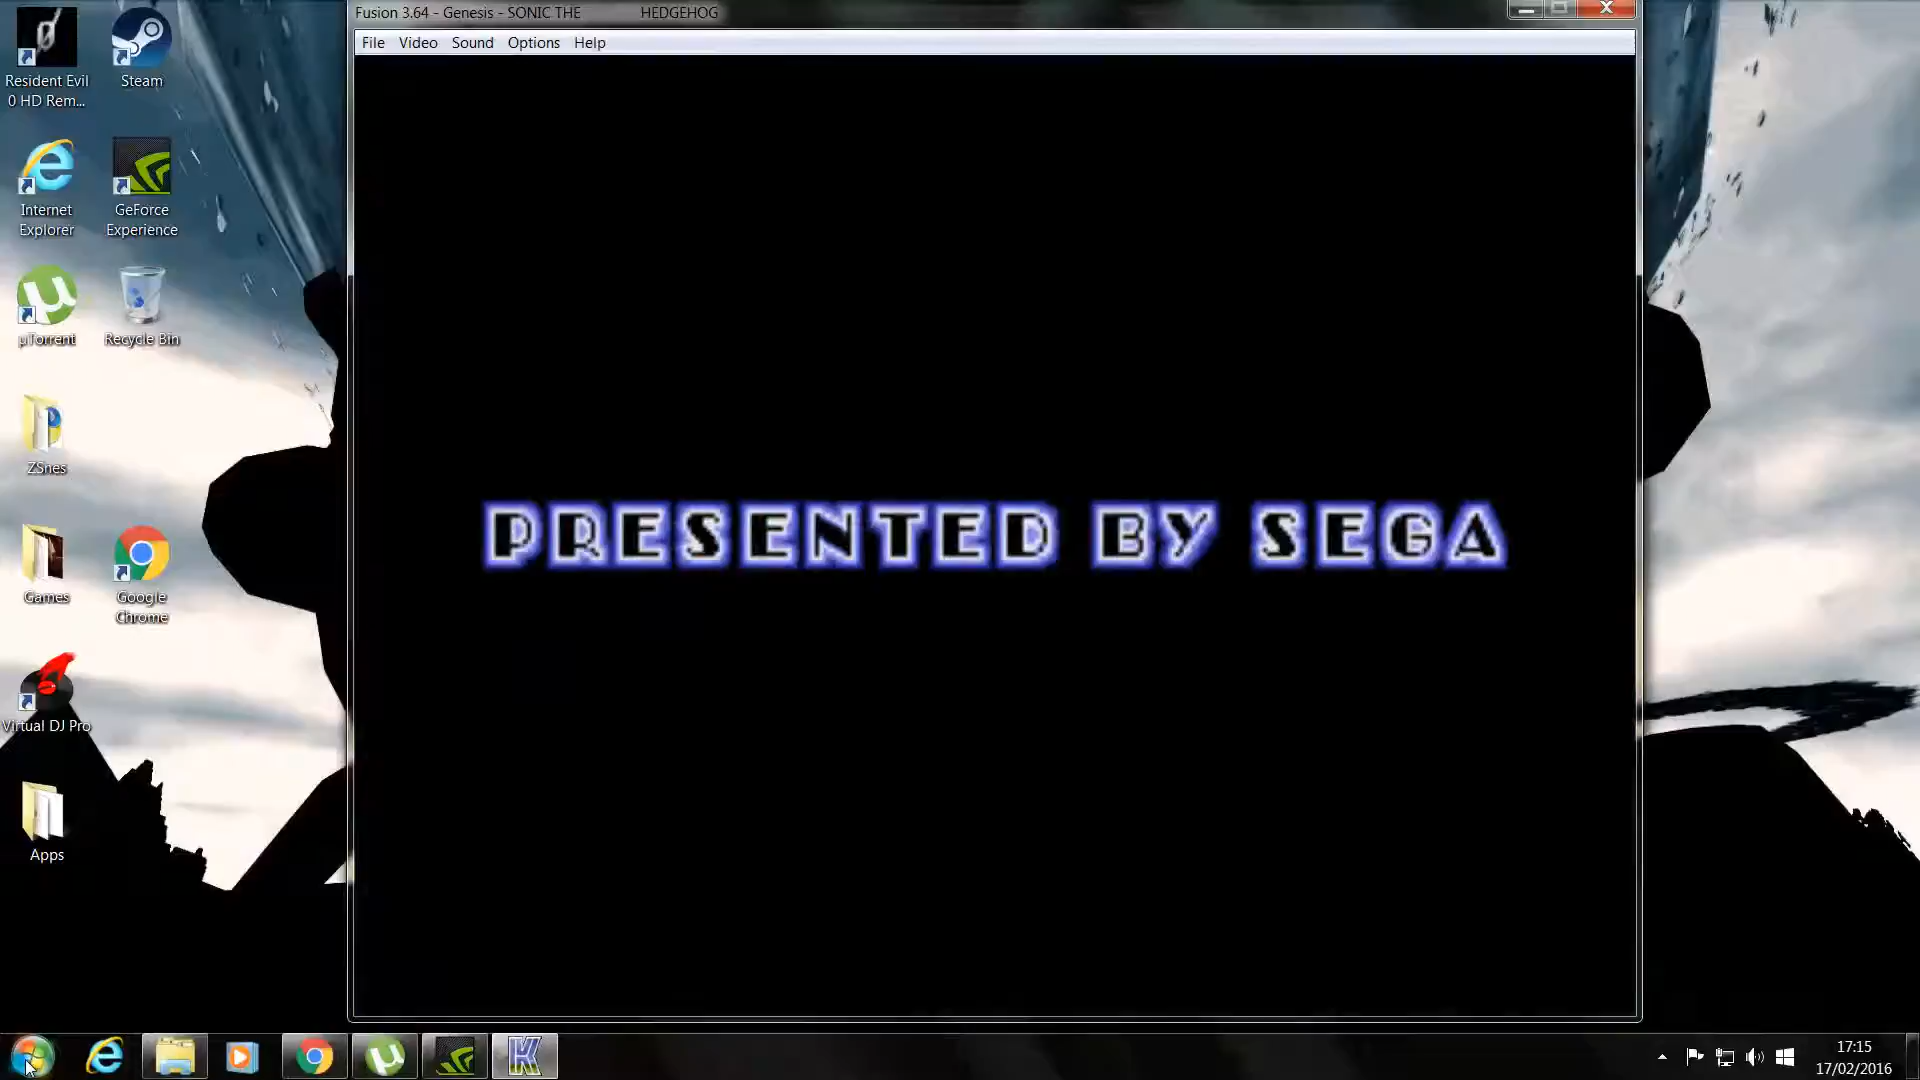 Fusion 3.64 - Genesis - SONIC THE HEDGEHOG
File Video Sound Options Help
Resident Evil
0 HD Rem...
Steam
Internet
Explorer
GeForce
Experience
µTorrent
Recycle Bin
ZSnes
Games
Google
Chrome
Virtual DJ Pro
Apps
PRESENTED BY SEGA
17:15
17/02/2016